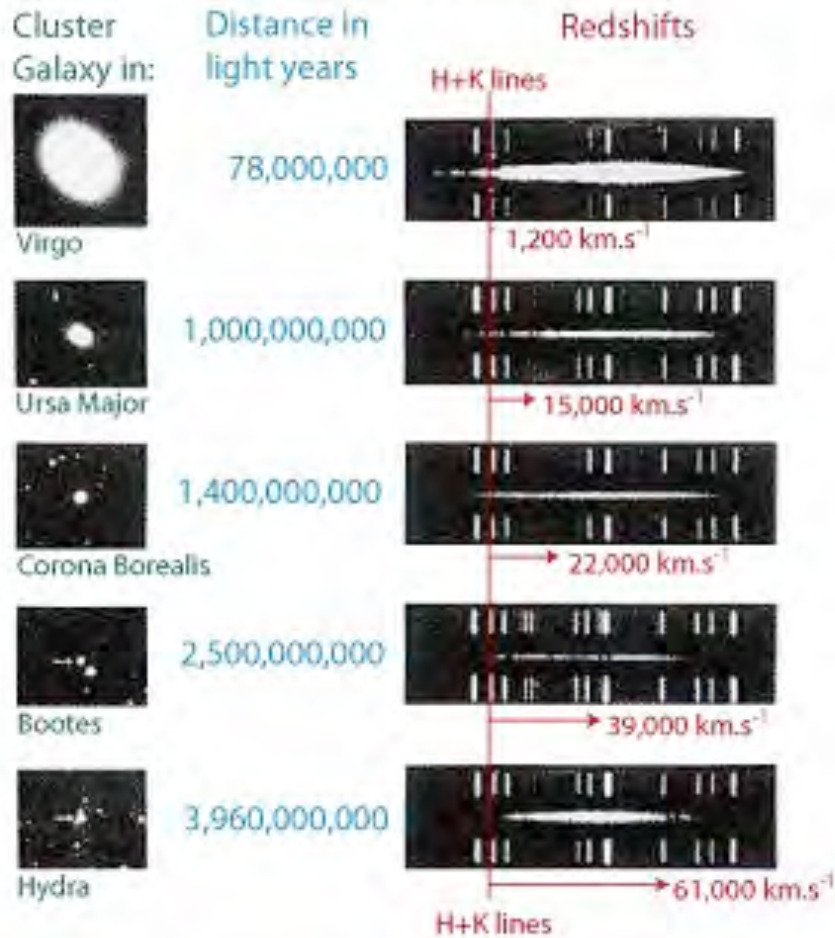 Cluster
Galaxy in:
Distance in
light years
Redshifts
H+K lines
Virgo
78,000,000
1,200 km.s⁻¹
Ursa Major
1,000,000,000
15,000 km.s⁻¹
Corona Borealis
1,400,000,000
22,000 km.s⁻¹
Bootes
2,500,000,000
39,000 km.s⁻¹
Hydra
3,960,000,000
61,000 km.s⁻¹
H+K lines